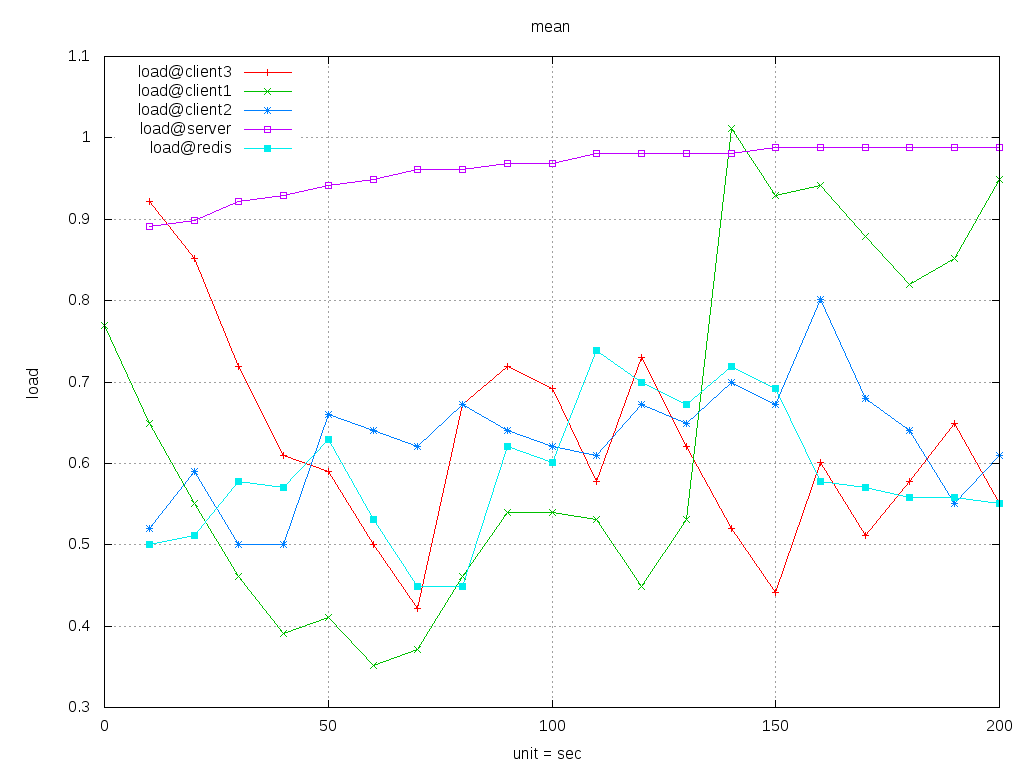 mean
1.1
1
0.9
0.8
0.7
0.6
0.5
0.4
0.3
load
load@client3
load@client1
load@client2
load@server
load@redis
0 50 100 150 200
unit = sec